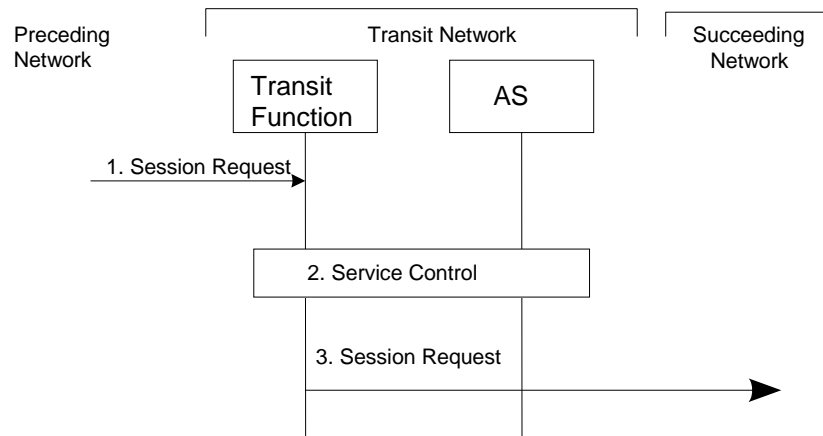 Preceding
Network
Transit Network
Succeeding
Network
Transit
Function
AS
1. Session Request
2. Service Control
3. Session Request